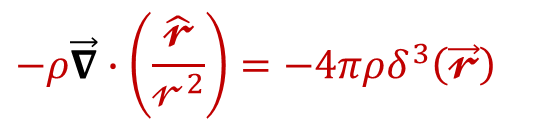 −ρ∇⃗ · (𝓇̂ / 𝓇²) = −4πρδ³(𝓇⃗)